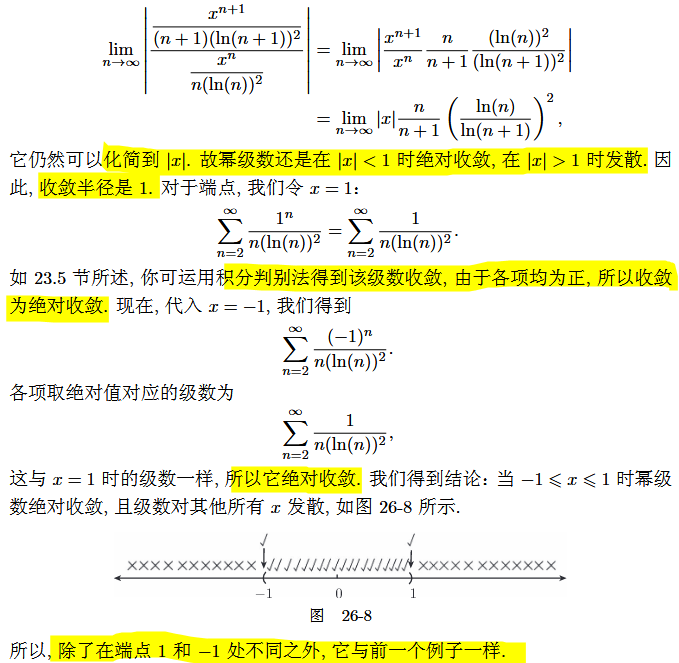 $$\lim_{n\to\infty}\left|\frac{\frac{x^{n+1}}{(n+1)(\ln(n+1))^2}}{\frac{x^n}{n(\ln(n))^2}}\right| = \lim_{n\to\infty}\left|\frac{x^{n+1}}{x^n}\frac{n}{n+1}\frac{(\ln(n))^2}{(\ln(n+1))^2}\right|$$
$$= \lim_{n\to\infty}|x|\frac{n}{n+1}\left(\frac{\ln(n)}{\ln(n+1)}\right)^2,$$
它仍然可以化简到 |x|. 故幂级数还是在 |x| < 1 时绝对收敛, 在 |x| > 1 时发散. 因
此, 收敛半径是 1. 对于端点, 我们令 x = 1:
$$\sum_{n=2}^{\infty}\frac{1^n}{n(\ln(n))^2} = \sum_{n=2}^{\infty}\frac{1}{n(\ln(n))^2}.$$
如 23.5 节所述, 你可运用积分判别法得到该级数收敛, 由于各项均为正, 所以收敛
为绝对收敛. 现在, 代入 x = −1, 我们得到
$$\sum_{n=2}^{\infty}\frac{(-1)^n}{n(\ln(n))^2}.$$
各项取绝对值对应的级数为
$$\sum_{n=2}^{\infty}\frac{1}{n(\ln(n))^2},$$
这与 x = 1 时的级数一样, 所以它绝对收敛. 我们得到结论: 当 −1 ⩽ x ⩽ 1 时幂级
数绝对收敛, 且级数对其他所有 x 发散, 如图 26-8 所示.
−1 0 1
图 26-8
所以, 除了在端点 1 和 −1 处不同之外, 它与前一个例子一样.